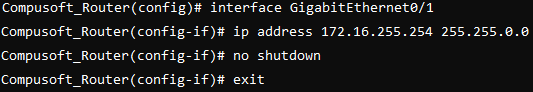 Compusoft_Router(config)# interface GigabitEthernet0/1
Compusoft_Router(config-if)# ip address 172.16.255.254 255.255.0.0
Compusoft_Router(config-if)# no shutdown
Compusoft_Router(config-if)# exit